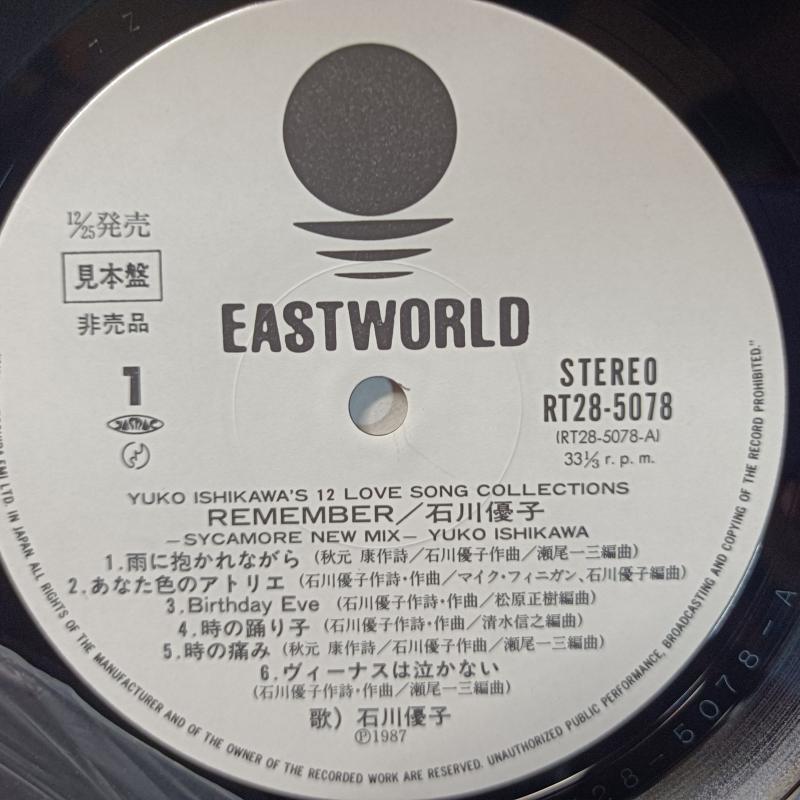 12/25発売
見本盤
非売品
EASTWORLD
1
JASRAC
STEREO
RT28-5078
(RT28-5078-A)
33⅓ r. p. m.
YUKO ISHIKAWA'S 12 LOVE SONG COLLECTIONS
REMEMBER／石川優子
—SYCAMORE NEW MIX— YUKO ISHIKAWA
1.雨に抱かれながら (秋元 康作詩／石川優子作曲／瀬尾一三編曲)
2.あなた色のアトリエ (石川優子作詩・作曲／マイク・フィニガン、石川優子編曲)
3.Birthday Eve (石川優子作詩・作曲／松原正樹編曲)
4.時の踊り子 (石川優子作詩・作曲／清水信之編曲)
5.時の痛み (秋元 康作詩／石川優子作曲／瀬尾一三編曲)
6.ヴィーナスは泣かない
(石川優子作詩・作曲／瀬尾一三編曲)
歌) 石川優子
Ⓟ1987
EMI LTD. IN JAPAN. ALL RIGHTS OF THE MANUFACTURER AND OF THE OWNER OF THE RECORDED WORK ARE RESERVED. UNAUTHORIZED PUBLIC PERFORMANCE, BROADCASTING AND COPYING OF THE RECORD PROHIBITED."
28-5078-A